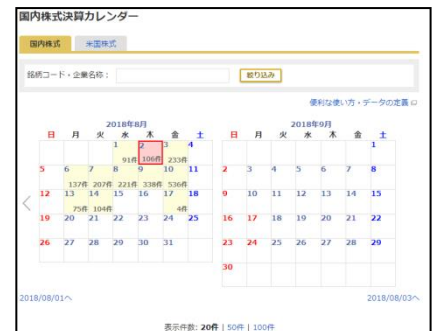 国内株式決算カレンダー
国内株式 米国株式
銘柄コード・企業名称： 絞り込み
便利な使い方・データの定義
2018年8月 2018年9月
日 月 火 水 木 金 土 日 月 火 水 木 金 土
1 2 3 4 1
91件 106件 233件
5 6 7 8 9 10 11 2 3 4 5 6 7 8
137件 207件 221件 338件 536件
12 13 14 15 16 17 18 9 10 11 12 13 14 15
75件 104件 4件
19 20 21 22 23 24 25 16 17 18 19 20 21 22
26 27 28 29 30 31 23 24 25 26 27 28 29
30
2018/08/01へ 2018/08/03へ
表示件数: 20件 | 50件 | 100件